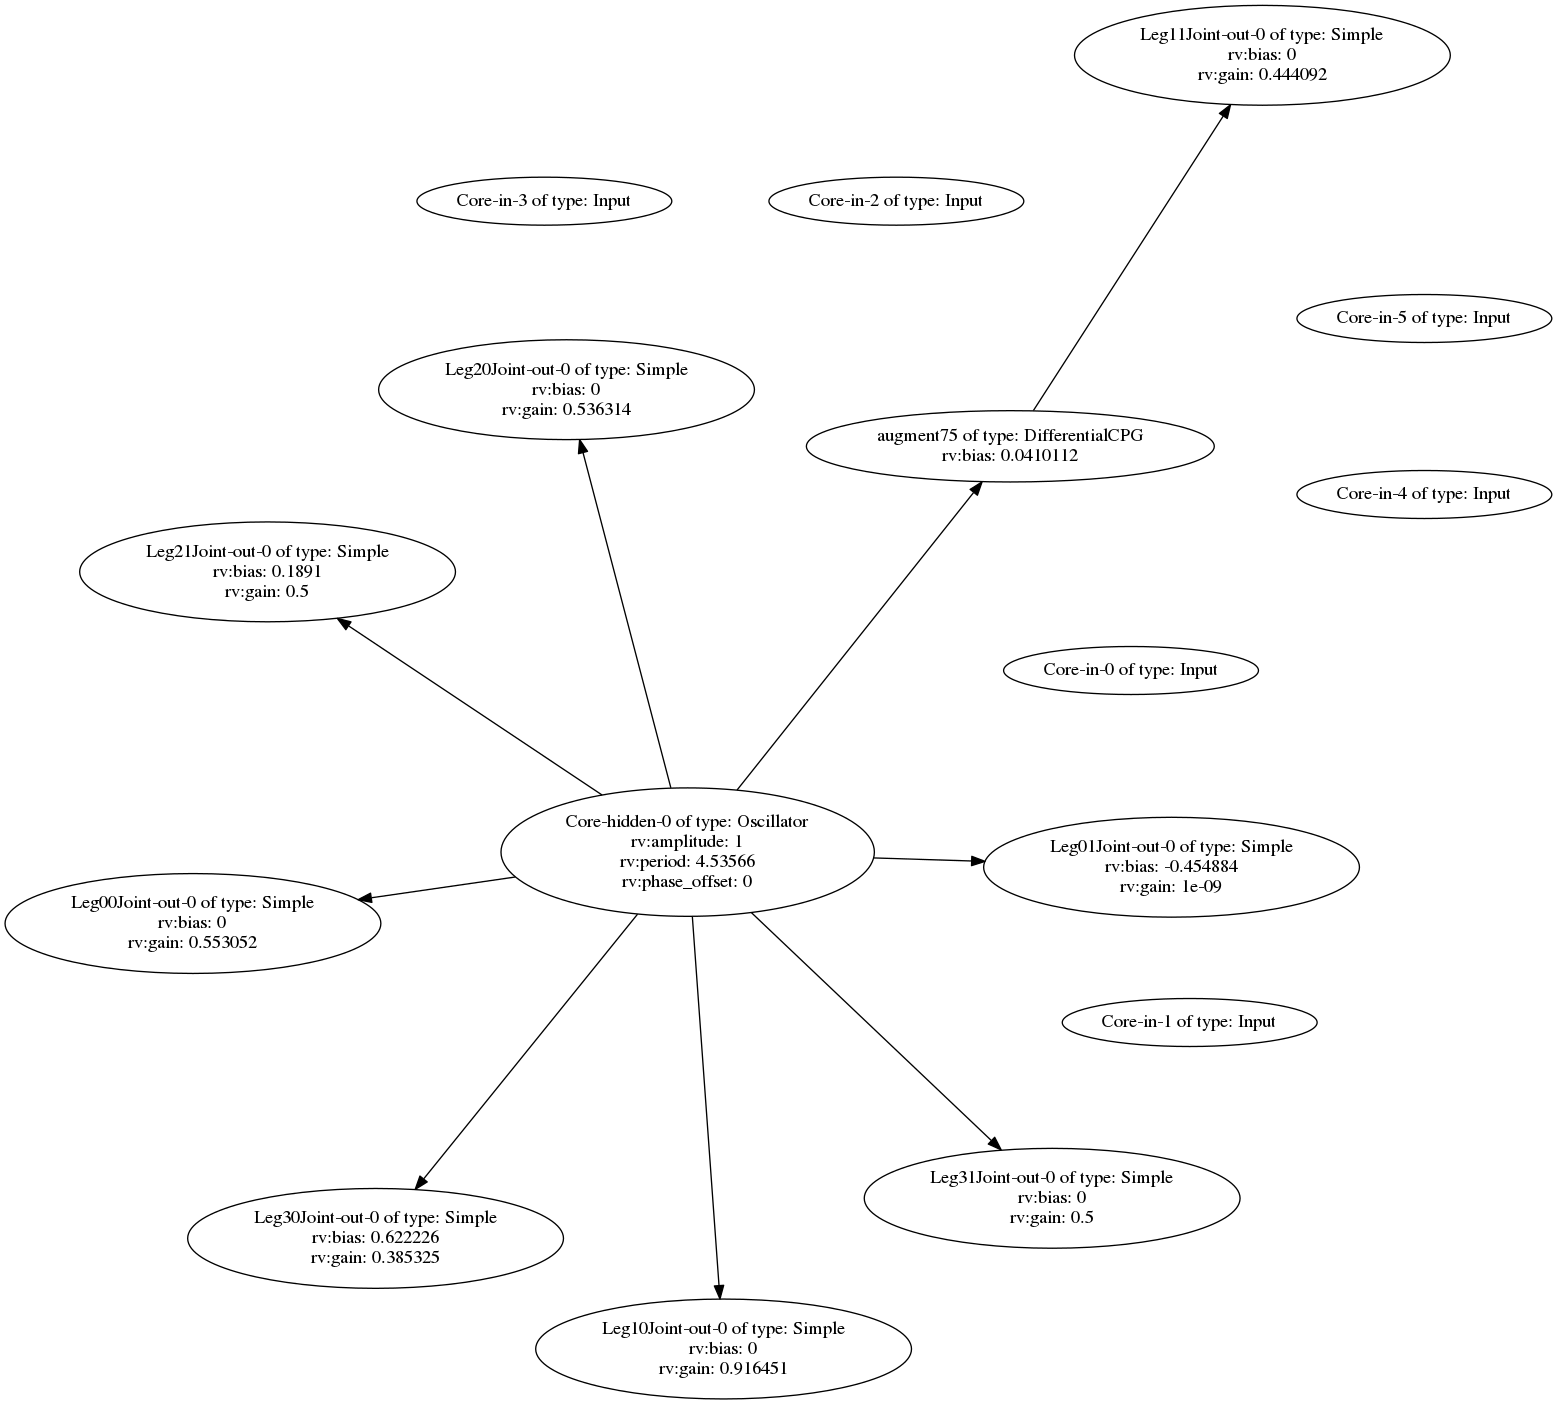 Leg11Joint-out-0 of type: Simple
rv:bias: 0
rv:gain: 0.444092
Core-in-3 of type: Input
Core-in-2 of type: Input
Core-in-5 of type: Input
Leg20Joint-out-0 of type: Simple
rv:bias: 0
rv:gain: 0.536314
augment75 of type: DifferentialCPG
rv:bias: 0.0410112
Core-in-4 of type: Input
Leg21Joint-out-0 of type: Simple
rv:bias: 0.1891
rv:gain: 0.5
Core-in-0 of type: Input
Core-hidden-0 of type: Oscillator
rv:amplitude: 1
rv:period: 4.53566
rv:phase_offset: 0
Leg01Joint-out-0 of type: Simple
rv:bias: -0.454884
rv:gain: 1e-09
Leg00Joint-out-0 of type: Simple
rv:bias: 0
rv:gain: 0.553052
Core-in-1 of type: Input
Leg31Joint-out-0 of type: Simple
rv:bias: 0
rv:gain: 0.5
Leg30Joint-out-0 of type: Simple
rv:bias: 0.622226
rv:gain: 0.385325
Leg10Joint-out-0 of type: Simple
rv:bias: 0
rv:gain: 0.916451